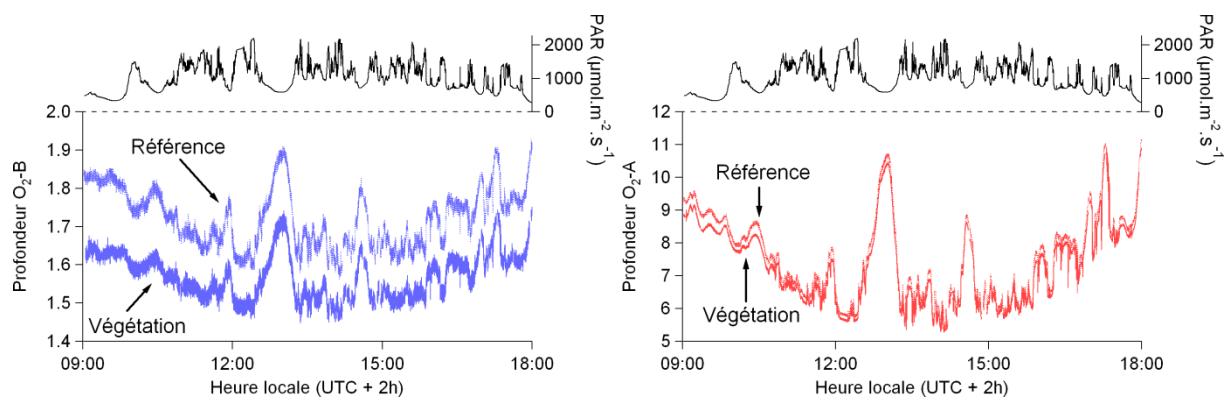 2000
1000
0
PAR (µmol.m⁻².s⁻¹)
2.0
1.9
1.8
1.7
1.6
1.5
1.4
Profondeur O₂-B
Référence
Végétation
09:00
12:00
15:00
18:00
Heure locale (UTC + 2h)
2000
1000
0
PAR (µmol.m⁻².s⁻¹)
12
11
10
9
8
7
6
5
Profondeur O₂-A
Référence
Végétation
09:00
12:00
15:00
18:00
Heure locale (UTC + 2h)